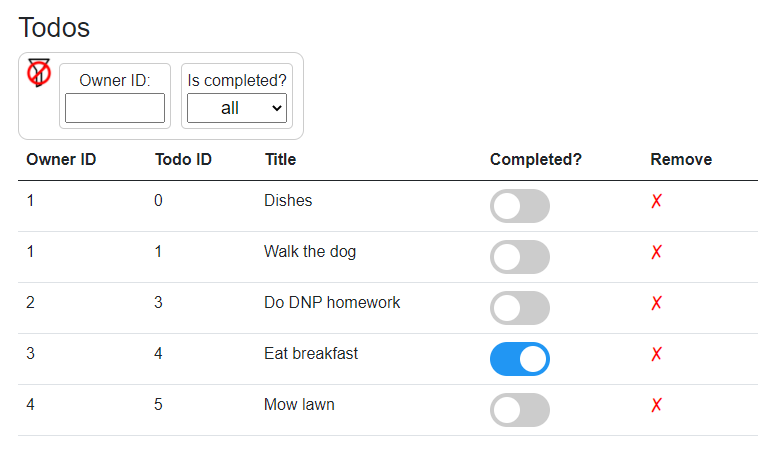 Todos
Owner ID: Is completed?
all
Owner ID Todo ID Title Completed? Remove
1 0 Dishes ✗
1 1 Walk the dog ✗
2 3 Do DNP homework ✗
3 4 Eat breakfast ✗
4 5 Mow lawn ✗